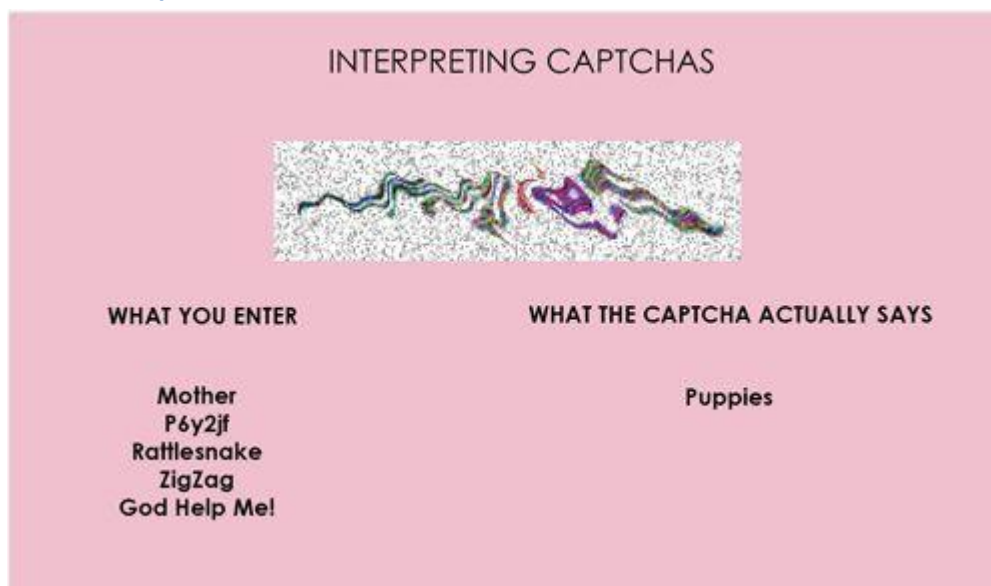 INTERPRETING CAPTCHAS
WHAT YOU ENTER
Mother
P6y2jf
Rattlesnake
ZigZag
God Help Me!
WHAT THE CAPTCHA ACTUALLY SAYS
Puppies